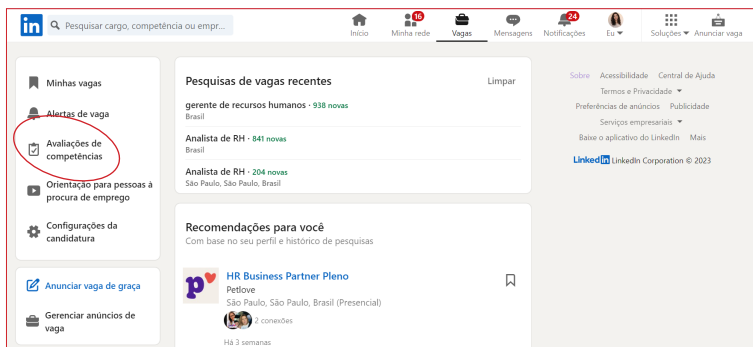 in
Pesquisar cargo, competência ou empr...
Início
16
Minha rede
Vagas
Mensagens
24
Notificações
Eu
Soluções
Anunciar vaga
Minhas vagas
Alertas de vaga
Avaliações de
competências
Orientação para pessoas à
procura de emprego
Configurações da
candidatura
Anunciar vaga de graça
Gerenciar anúncios de
vaga
Pesquisas de vagas recentes
Limpar
gerente de recursos humanos · 938 novas
Brasil
Analista de RH · 841 novas
Brasil
Analista de RH · 204 novas
São Paulo, São Paulo, Brasil
Recomendações para você
Com base no seu perfil e histórico de pesquisas
p
HR Business Partner Pleno
Petlove
São Paulo, São Paulo, Brasil (Presencial)
2 conexões
Há 3 semanas
Sobre Acessibilidade Central de Ajuda
Termos e Privacidade
Preferências de anúncios Publicidade
Serviços empresariais
Baixe o aplicativo do LinkedIn Mais
Linked in LinkedIn Corporation © 2023